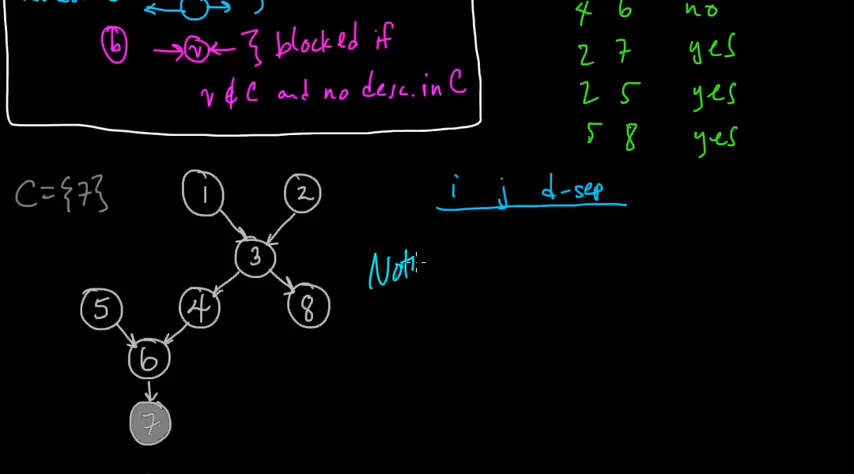 4 6 no
ⓑ →ⓥ← } blocked if
2 7 yes
v ∉ C and no desc. in C
2 5 yes
5 8 yes
C={7}
1
2
i j d-sep
3
Not
5
4
8
6
7